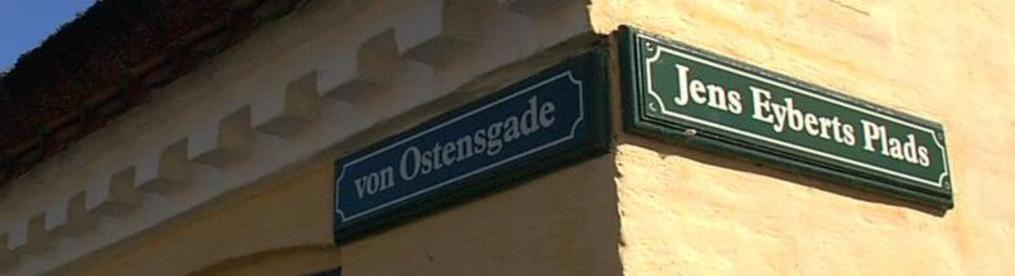 von Ostensgade
Jens Eyberts Plads